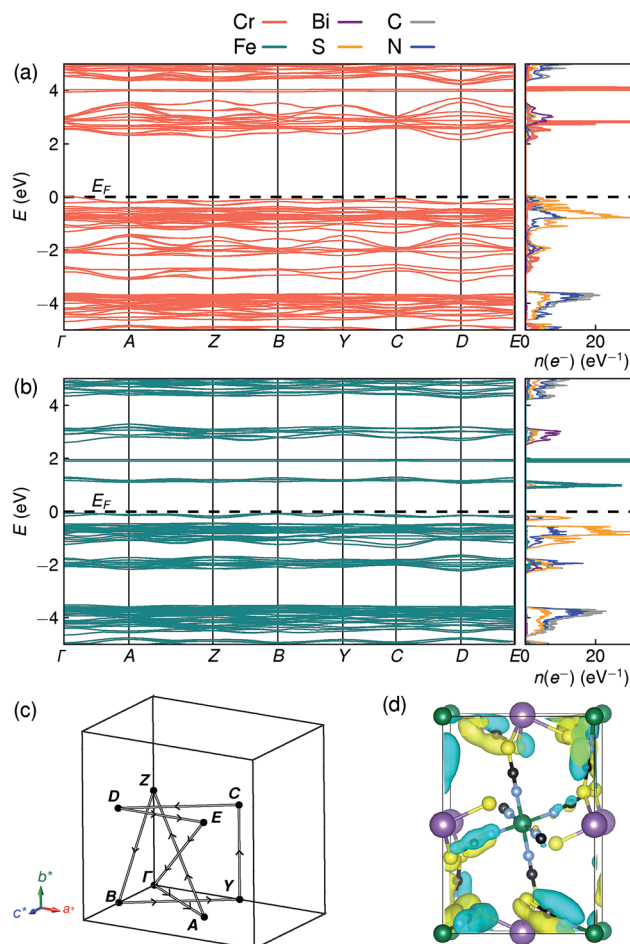 Cr Bi C
Fe S N
(a)
4
2
E_F
0
−2
−4
E (eV)
Γ A Z B Y C D E 0 20
n(e⁻) (eV⁻¹)
(b)
4
2
E_F
0
−2
−4
E (eV)
Γ A Z B Y C D E 0 20
n(e⁻) (eV⁻¹)
(c)
(d)
Z
D
C
E
Γ
B
Y
A
b*
c* a*